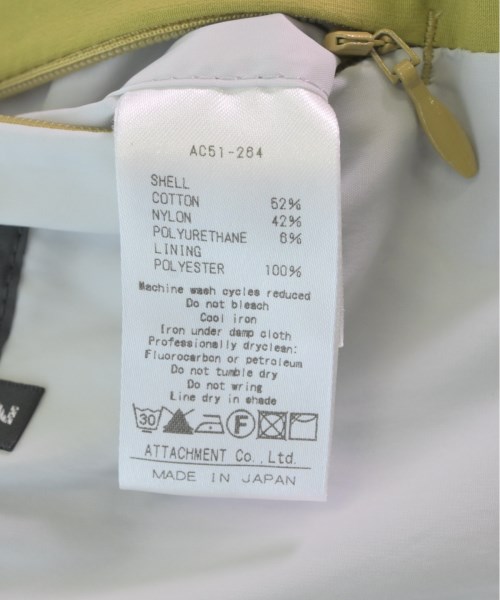 AC51-264
SHELL
COTTON 52%
NYLON 42%
POLYURETHANE 6%
LINING
POLYESTER 100%
Machine wash cycles reduced
Do not bleach
Cool iron
Iron under damp cloth
Professionally dryclean:
Fluorocarbon or petroleum
Do not tumble dry
Do not wring
Line dry in shade
30 F
ATTACHMENT Co.,Ltd.
MADE IN JAPAN